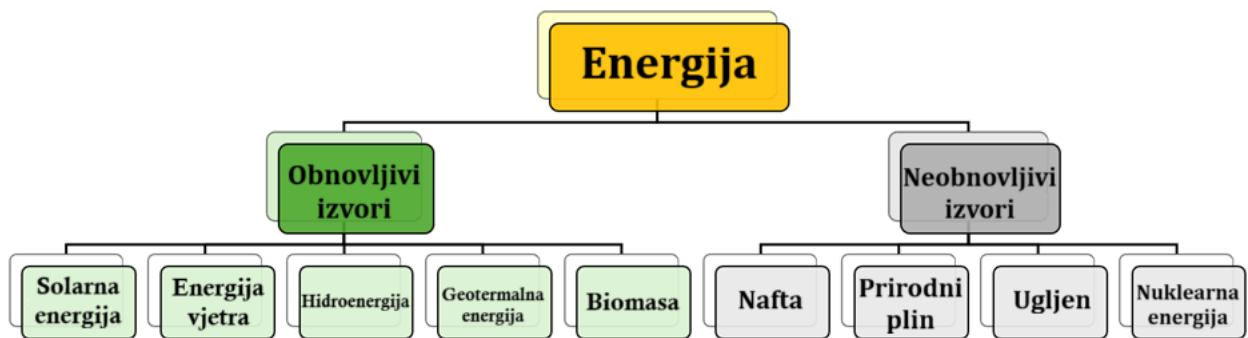 Energija
Obnovljivi
izvori
Neobnovljivi
izvori
Solarna
energija
Energija
vjetra
Hidroenergija
Geotermalna
energija
Biomasa
Nafta
Prirodni
plin
Ugljen
Nuklearna
energija